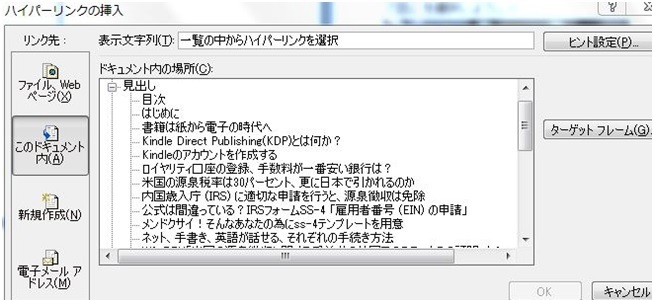 ハイパーリンクの挿入
リンク先：
表示文字列(T): 一覧の中からハイパーリンクを選択
ヒント設定(P)...
ドキュメント内の場所(C):
ファイル、Web
ページ(X)
このドキュメント
内(A)
新規作成(N)
電子メール ア
ドレス(M)
見出し
目次
はじめに
書籍は紙から電子の時代へ
Kindle Direct Publishing(KDP)とは何か？
Kindleのアカウントを作成する
ロイヤリティ口座の登録、手数料が一番安い銀行は？
米国の源泉税率は30パーセント、更に日本で引かれるのか
内国歳入庁 (IRS) に適切な申請を行うと、源泉徴収は免除
公式は間違っている？IRSフォームSS-4「雇用者番号 (EIN) の申請」
メンドクサイ！そんなあなたの為にss-4テンプレートを用意
ネット、手書き、英語が話せる、それぞれの手続き方法
ターゲット フレーム(G)...
OK
キャンセル